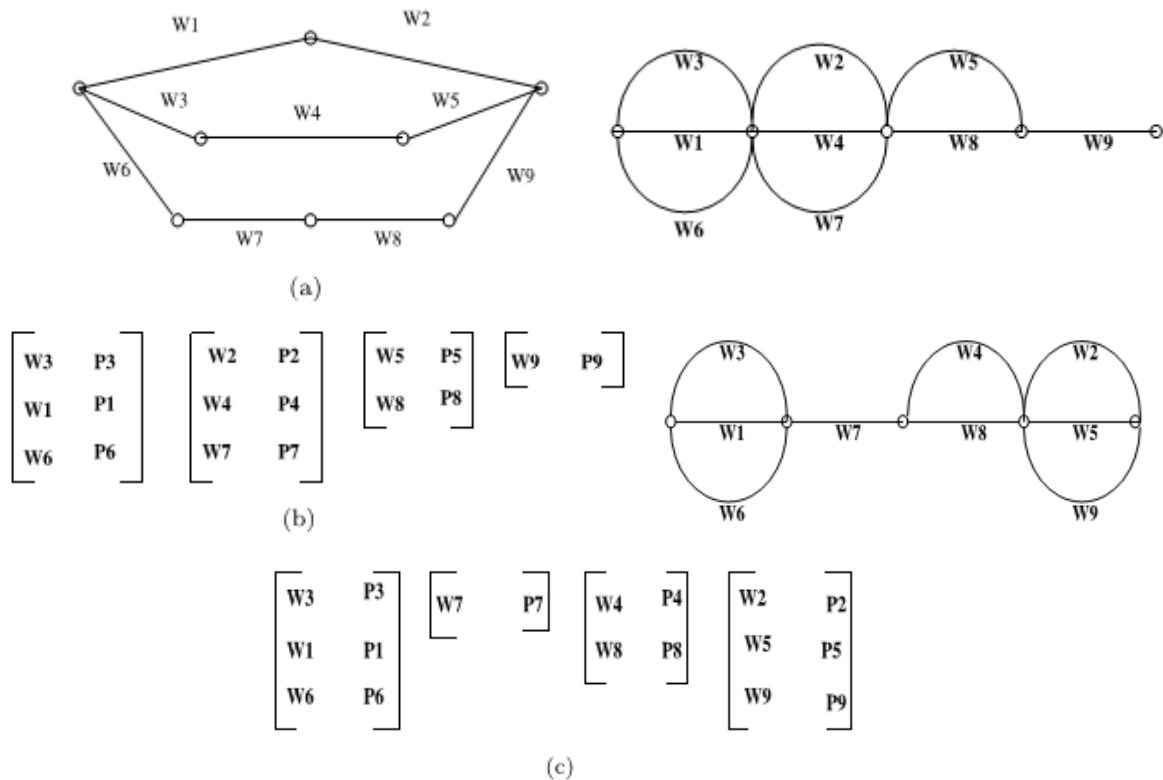 W1 W2
W3 W4 W5
W6 W9
W7 W8
(a)
W3 W2 W5
W1 W4 W8 W9
W6 W7
W3 P3
W1 P1
W6 P6
W2 P2
W4 P4
W7 P7
W5 P5
W8 P8
W9 P9
(b)
W3 W4 W2
W1 W7 W8 W5
W6 W9
W3 P3
W1 P1
W6 P6
W7 P7
W4 P4
W8 P8
W2 P2
W5 P5
W9 P9
(c)